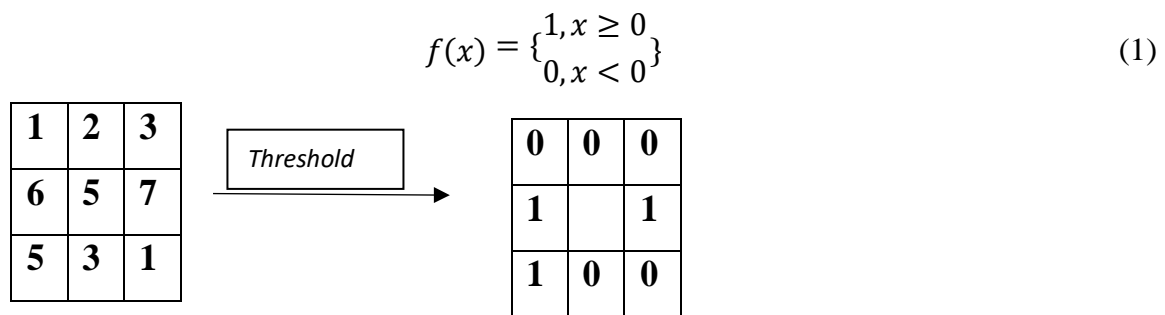 f(x) = {1, x ≥ 0
0, x < 0} (1)
1 2 3
6 5 7
5 3 1
Threshold
0 0 0
1 1
1 0 0